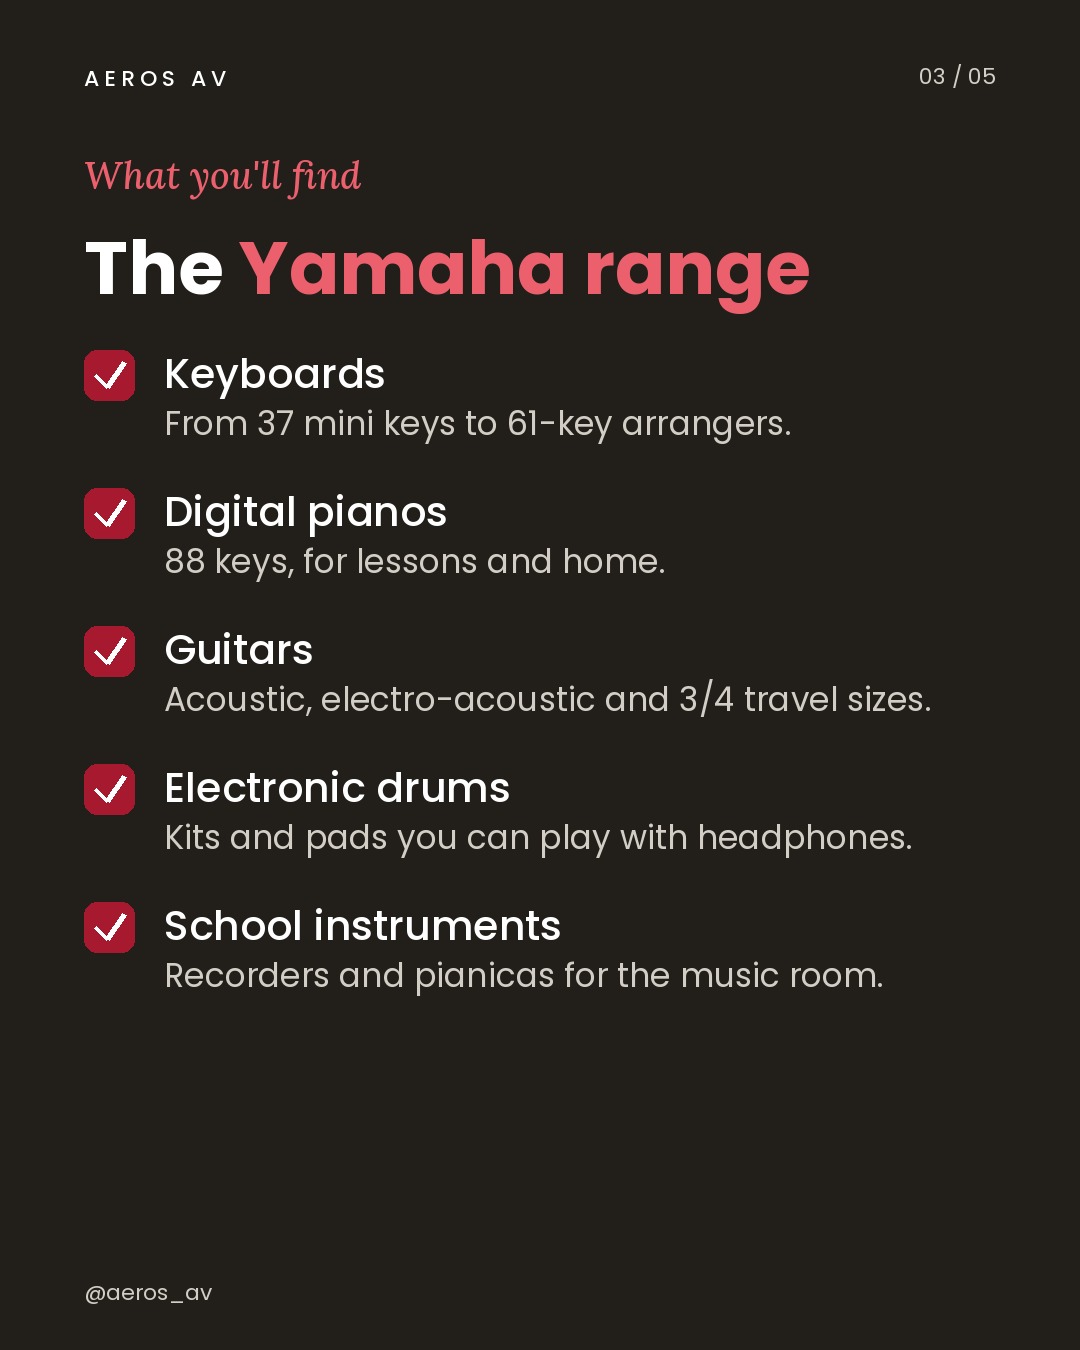 AEROS AV
03 / 05
What you'll find
The Yamaha range
Keyboards
From 37 mini keys to 61-key arrangers.
Digital pianos
88 keys, for lessons and home.
Guitars
Acoustic, electro-acoustic and 3/4 travel sizes.
Electronic drums
Kits and pads you can play with headphones.
School instruments
Recorders and pianicas for the music room.
@aeros_av